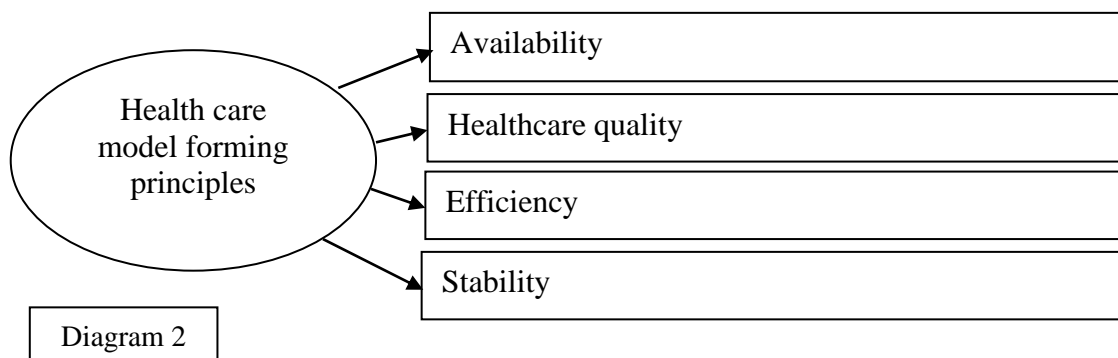 Health care
model forming
principles
Availability
Healthcare quality
Efficiency
Stability
Diagram 2